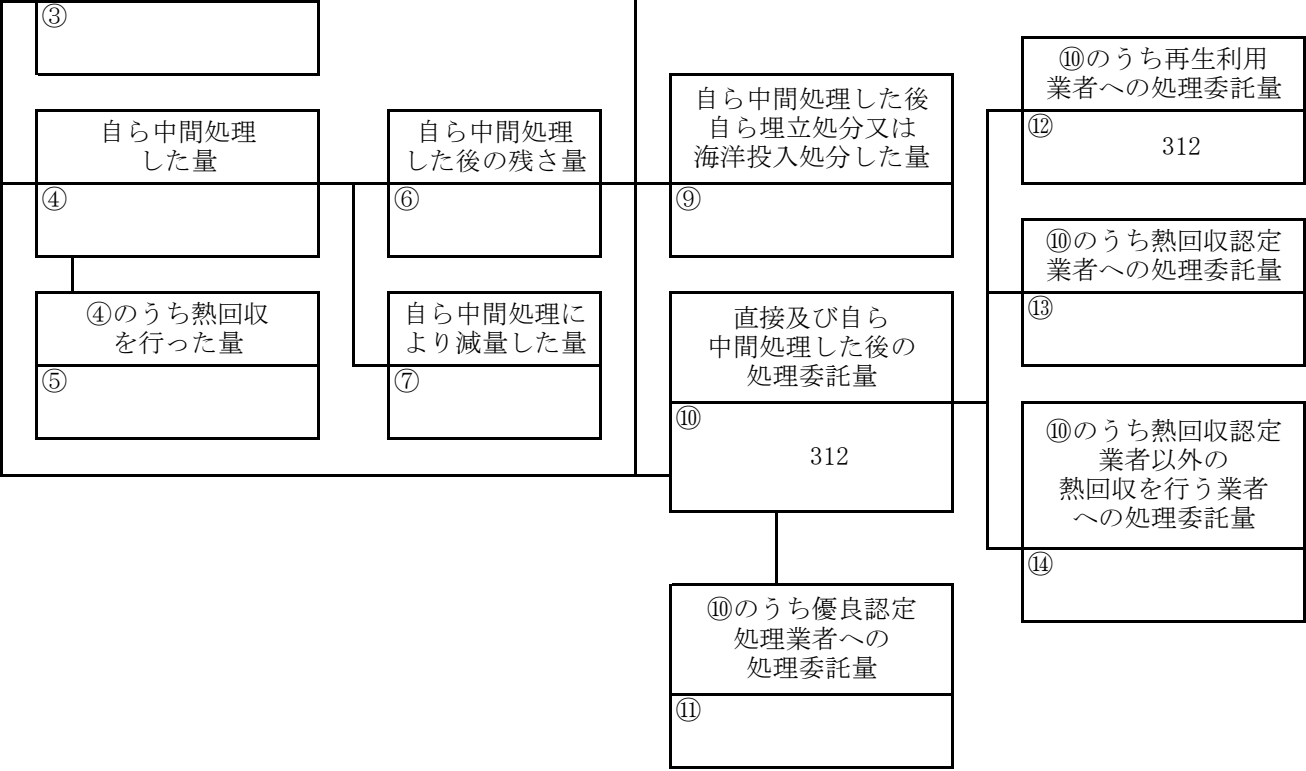 ③
自ら中間処理
した量
④
④のうち熱回収
を行った量
⑤
自ら中間処理
した後の残さ量
⑥
自ら中間処理に
より減量した量
⑦
自ら中間処理した後
自ら埋立処分又は
海洋投入処分した量
⑨
直接及び自ら
中間処理した後の
処理委託量
⑩
312
⑩のうち優良認定
処理業者への
処理委託量
⑪
⑩のうち再生利用
業者への処理委託量
⑫
312
⑩のうち熱回収認定
業者への処理委託量
⑬
⑩のうち熱回収認定
業者以外の
熱回収を行う業者
への処理委託量
⑭